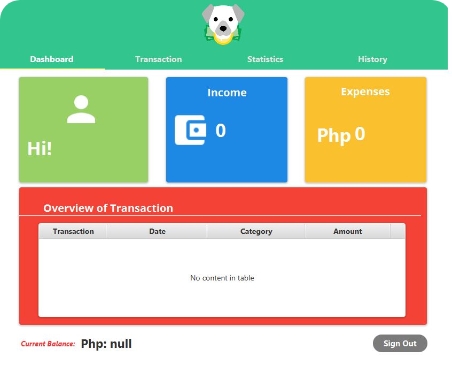 Dashboard Transaction Statistics History
Hi!
Income
0
Expenses
Php 0
Overview of Transaction
Transaction Date Category Amount
No content in table
Current Balance: Php: null
Sign Out